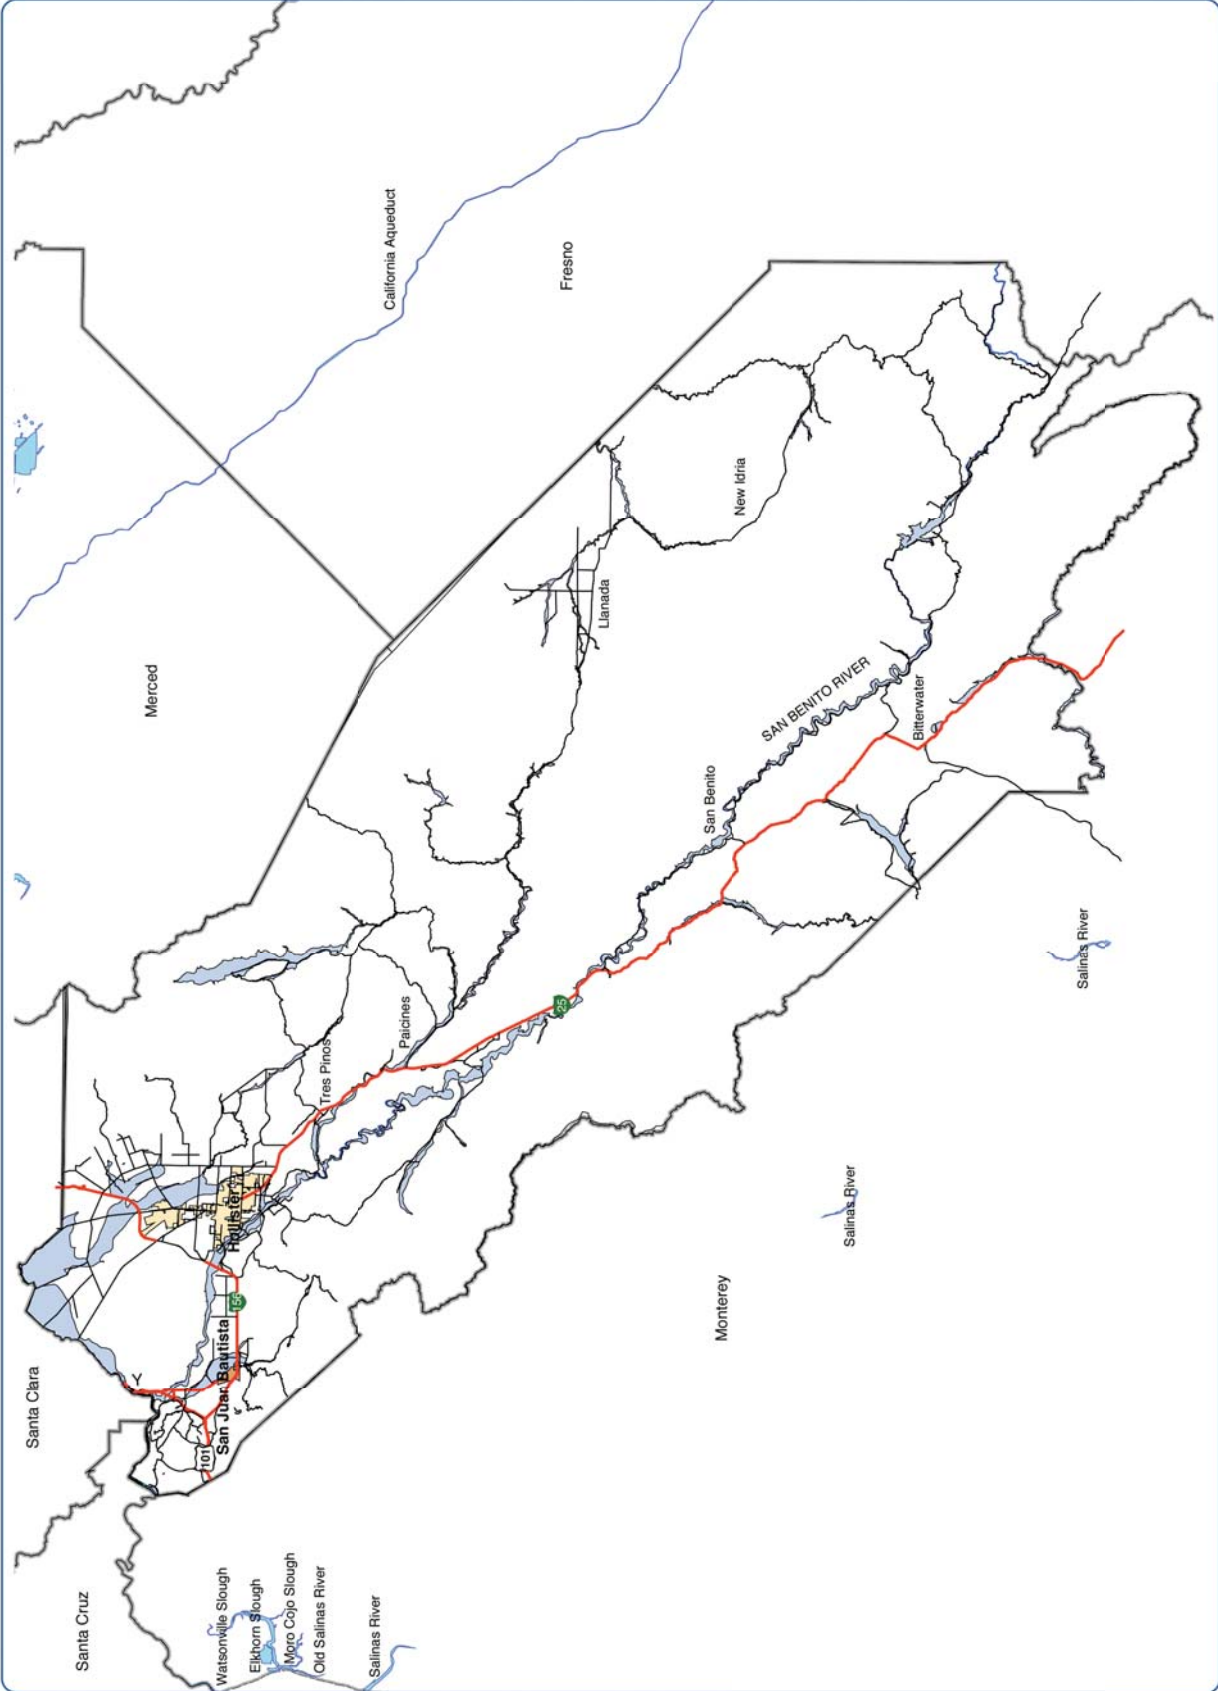 Santa Clara
Santa Cruz
Y
Merced
101
Watsonville Slough
San Juan Bautista
Hollister
156
Elkhorn Slough
Moro Cojo Slough
Old Salinas River
Tres Pinos
Salinas River
California Aqueduct
Paicines
25
Fresno
Llanada
San Benito
Monterey
New Idria
SAN BENITO RIVER
Salinas River
Bitterwater
Salinas River